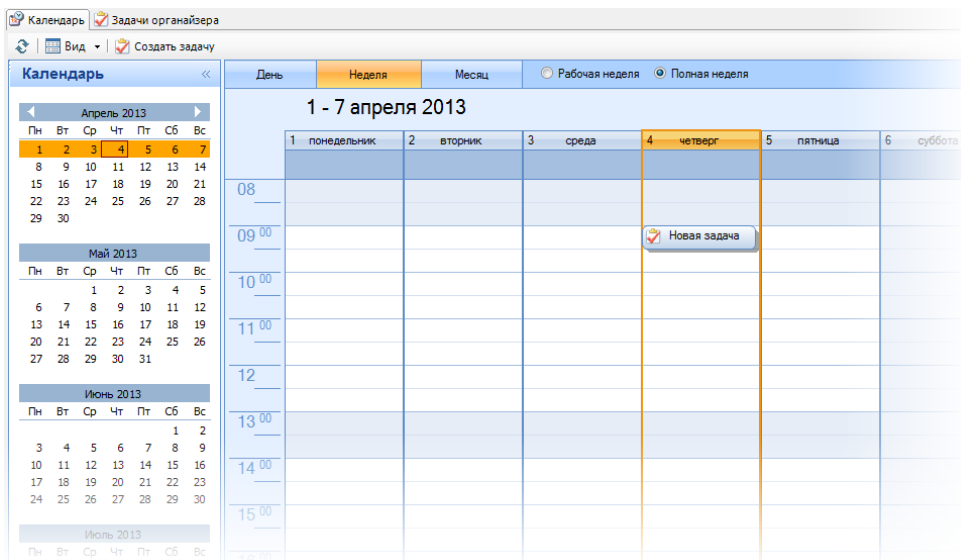 Календарь Задачи органайзера
Вид Создать задачу
Календарь «
Апрель 2013
Пн Вт Ср Чт Пт Сб Вс
1 2 3 4 5 6 7
8 9 10 11 12 13 14
15 16 17 18 19 20 21
22 23 24 25 26 27 28
29 30
Май 2013
Пн Вт Ср Чт Пт Сб Вс
1 2 3 4 5
6 7 8 9 10 11 12
13 14 15 16 17 18 19
20 21 22 23 24 25 26
27 28 29 30 31
Июнь 2013
Пн Вт Ср Чт Пт Сб Вс
1 2
3 4 5 6 7 8 9
10 11 12 13 14 15 16
17 18 19 20 21 22 23
24 25 26 27 28 29 30
Июль 2013
Пн Вт Ср Чт Пт Сб Вс
День Неделя Месяц Рабочая неделя Полная неделя
1 - 7 апреля 2013
1 понедельник 2 вторник 3 среда 4 четверг 5 пятница 6 суббота
08
09 00 Новая задача
10 00
11 00
12
13 00
14 00
15 00
16 00